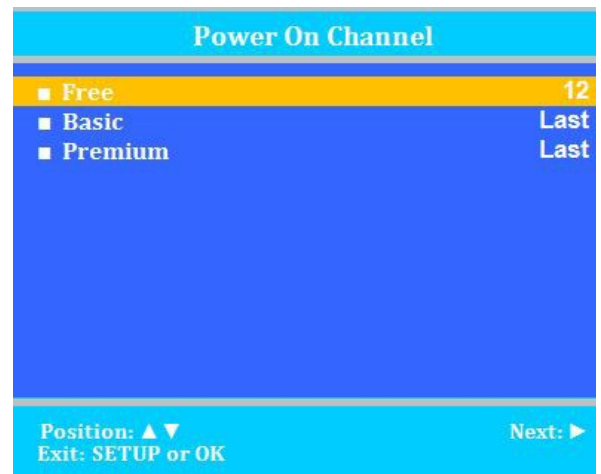 Power On Channel
■ Free 12
■ Basic Last
■ Premium Last
Position: ▲ ▼ Next: ►
Exit: SETUP or OK